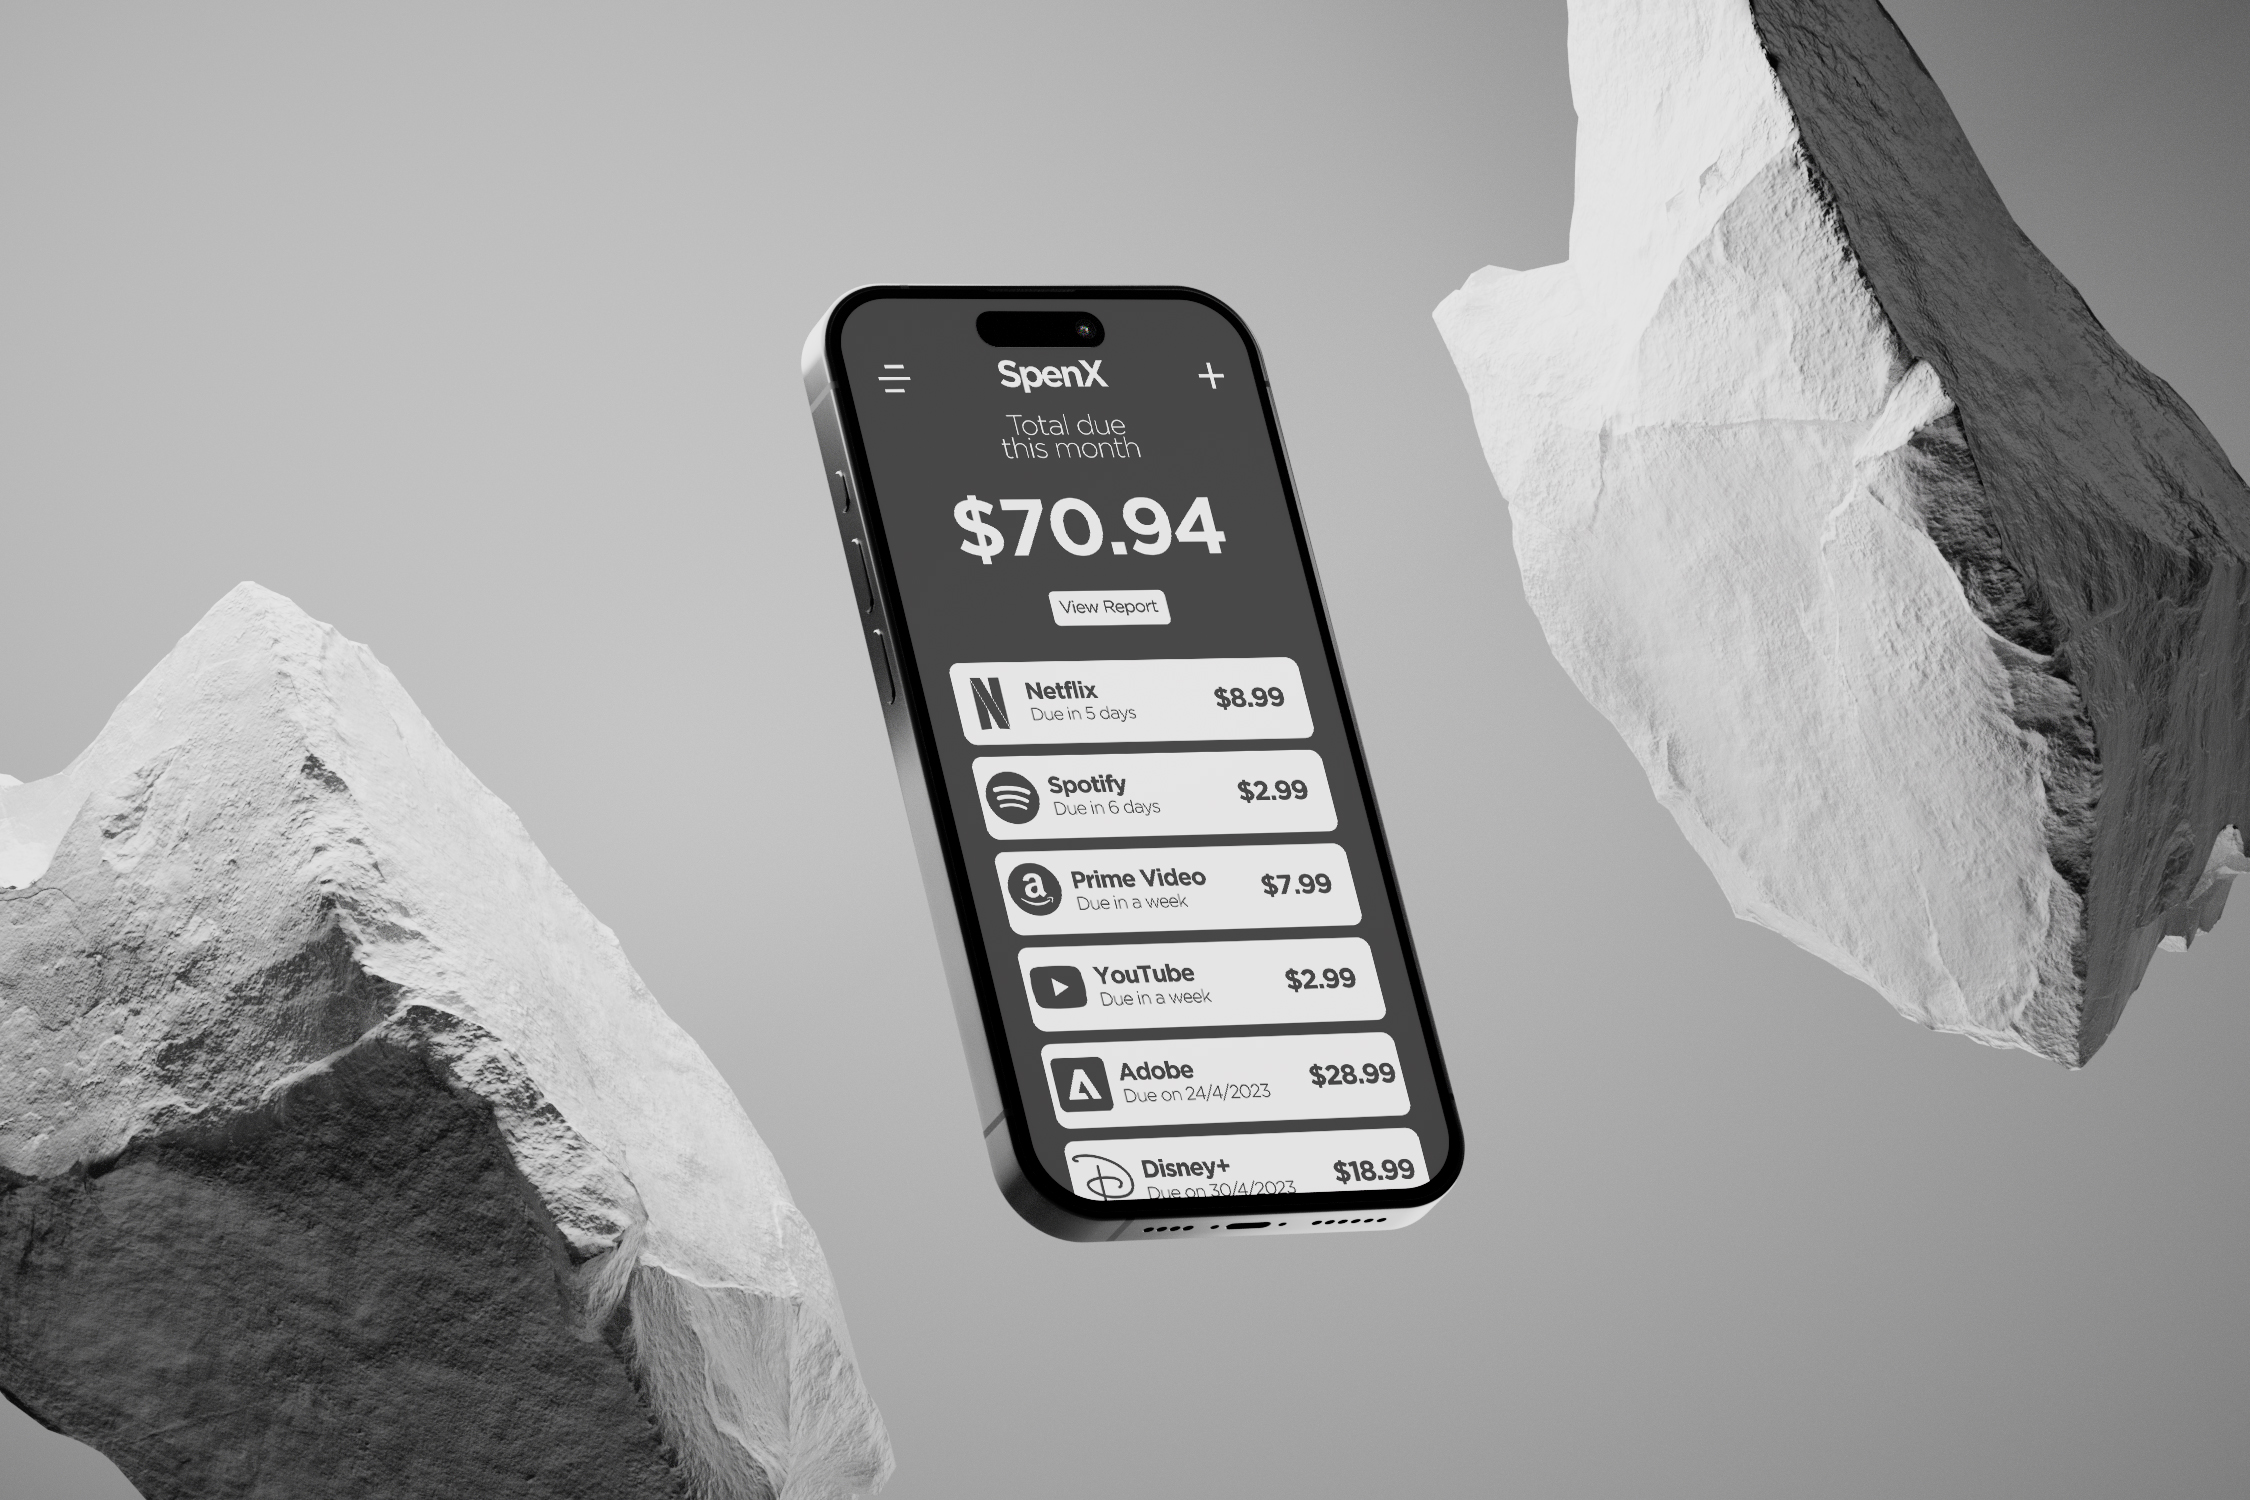 SpenX
Total due
this month
$70.94
View Report
Netflix
Due in 5 days
$8.99
Spotify
Due in 6 days
$2.99
Prime Video
Due in a week
$7.99
YouTube
Due in a week
$2.99
Adobe
Due on 24/4/2023
$28.99
Disney+
Due on 30/4/2023
$18.99